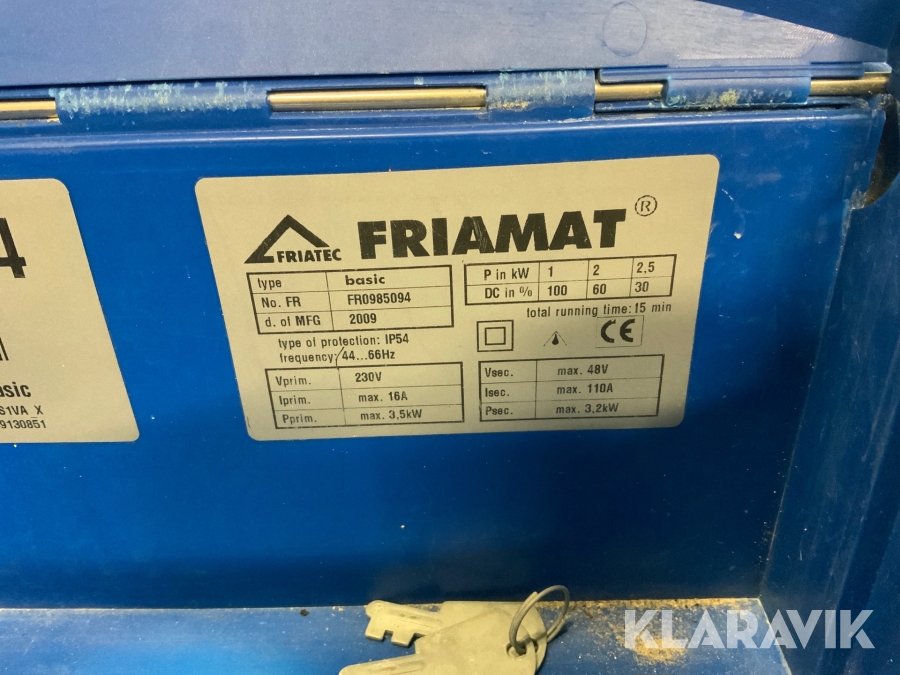 4
asic
S1VA X
9130851
FRIATEC
FRIAMAT ®
type basic
No. FR FR0985094
d. of MFG 2009
P in kW 1 2 2,5
DC in % 100 60 30
total running time: 15 min
type of protection: IP54
frequency: 44...66Hz
CE
Vprim. 230V
Iprim. max. 16A
Pprim. max. 3,5kW
Vsec. max. 48V
Isec. max. 110A
Psec. max. 3,2kW
KLARAVIK